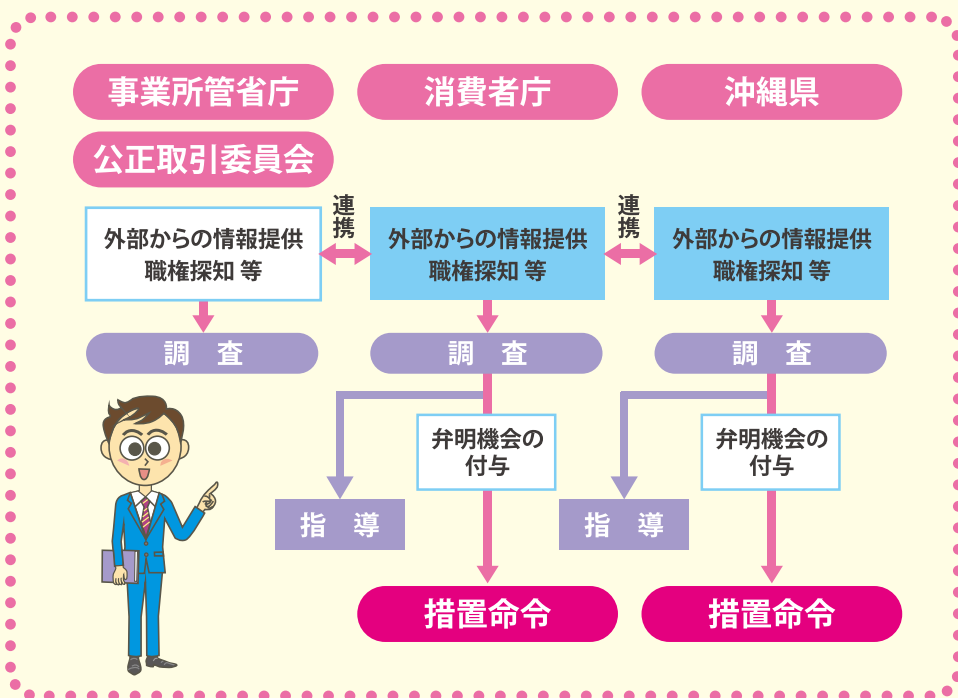 事業所管省庁
消費者庁
沖縄県
公正取引委員会
外部からの情報提供
職権探知 等
連携
外部からの情報提供
職権探知 等
連携
外部からの情報提供
職権探知 等
調　査
調　査
調　査
弁明機会の
付与
弁明機会の
付与
指　導
指　導
措置命令
措置命令